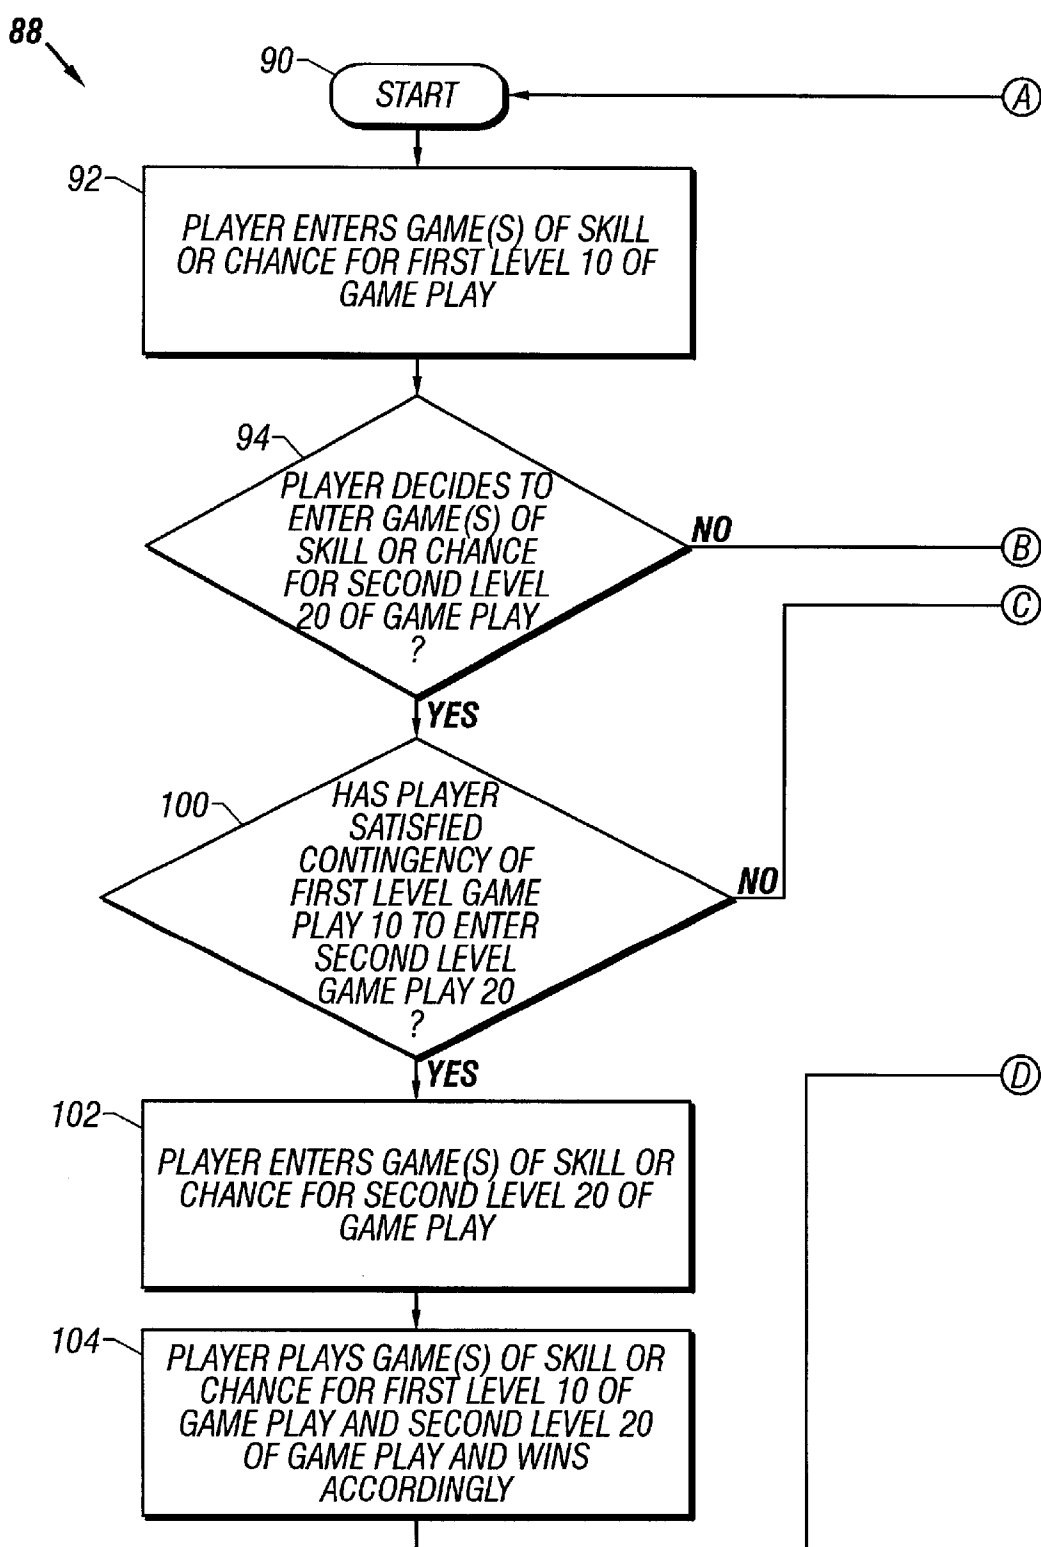 88
90
START
A
92
PLAYER ENTERS GAME(S) OF SKILL
OR CHANCE FOR FIRST LEVEL 10 OF
GAME PLAY
94
PLAYER DECIDES TO
ENTER GAME(S) OF
SKILL OR CHANCE
FOR SECOND LEVEL
20 OF GAME PLAY
?
NO
B
C
YES
100
HAS PLAYER
SATISFIED
CONTINGENCY OF
FIRST LEVEL GAME
PLAY 10 TO ENTER
SECOND LEVEL
GAME PLAY 20
?
NO
YES
D
102
PLAYER ENTERS GAME(S) OF SKILL OR
CHANCE FOR SECOND LEVEL 20 OF
GAME PLAY
104
PLAYER PLAYS GAME(S) OF SKILL OR
CHANCE FOR FIRST LEVEL 10 OF
GAME PLAY AND SECOND LEVEL 20
OF GAME PLAY AND WINS
ACCORDINGLY